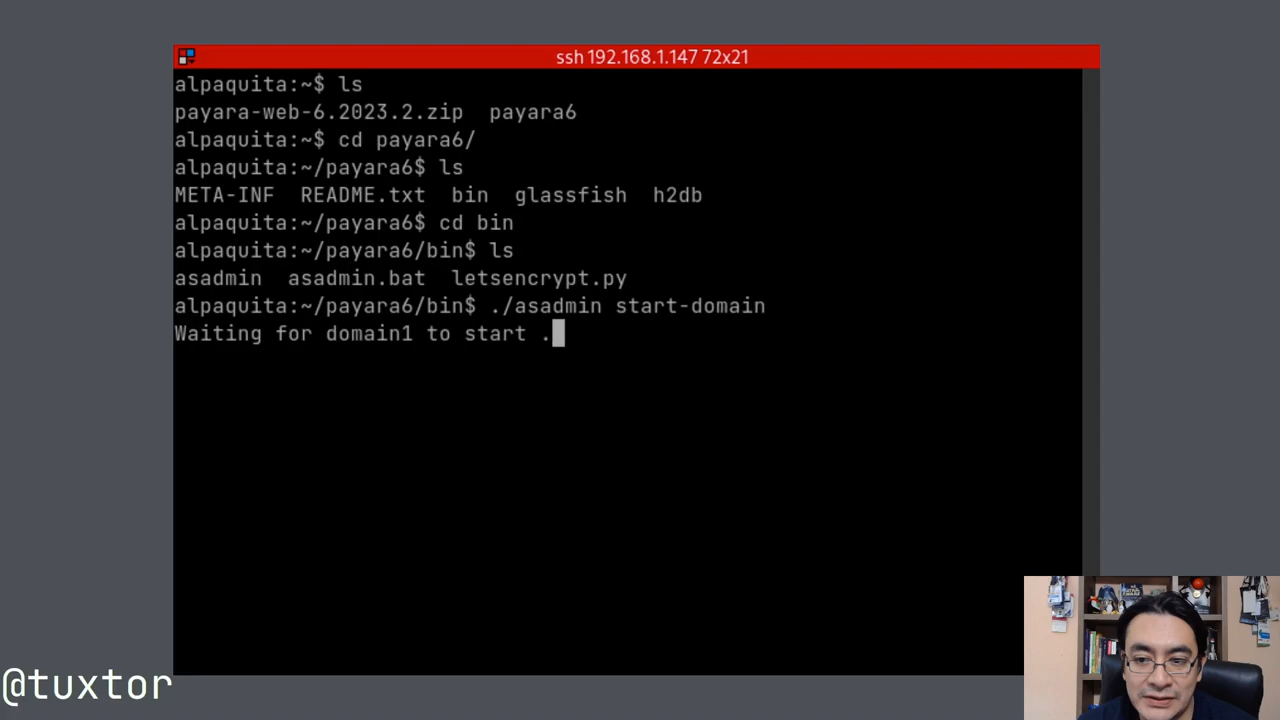 ssh 192.168.1.147 72x21
alpaquita:~$ ls
payara-web-6.2023.2.zip  payara6
alpaquita:~$ cd payara6/
alpaquita:~/payara6$ ls
META-INF  README.txt  bin  glassfish  h2db
alpaquita:~/payara6$ cd bin
alpaquita:~/payara6/bin$ ls
asadmin  asadmin.bat  letsencrypt.py
alpaquita:~/payara6/bin$ ./asadmin start-domain
Waiting for domain1 to start .
@tuxtor